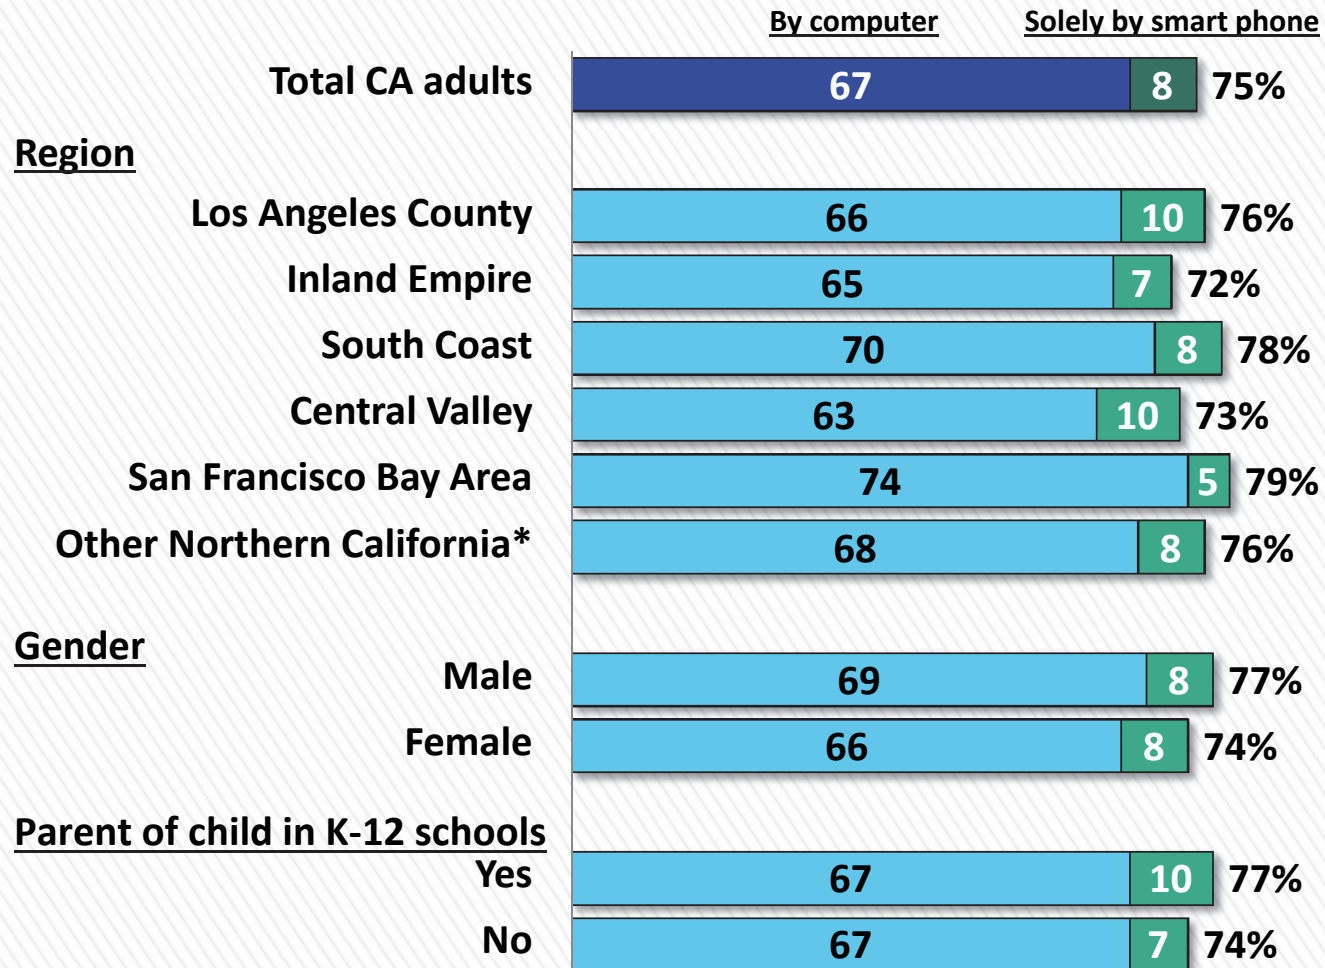 By computer Solely by smart phone
Total CA adults 67 8 75%
Region
Los Angeles County 66 10 76%
Inland Empire 65 7 72%
South Coast 70 8 78%
Central Valley 63 10 73%
San Francisco Bay Area 74 5 79%
Other Northern California* 68 8 76%
Gender
Male 69 8 77%
Female 66 8 74%
Parent of child in K-12 schools
Yes 67 10 77%
No 67 7 74%